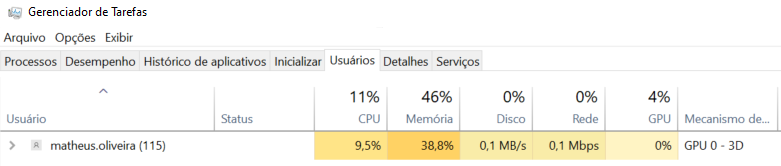 Gerenciador de Tarefas
Arquivo Opções Exibir
Processos Desempenho Histórico de aplicativos Inicializar Usuários Detalhes Serviços
11% 46% 0% 0% 4%
Usuário Status CPU Memória Disco Rede GPU Mecanismo de...
matheus.oliveira (115) 9,5% 38,8% 0,1 MB/s 0,1 Mbps 0% GPU 0 - 3D